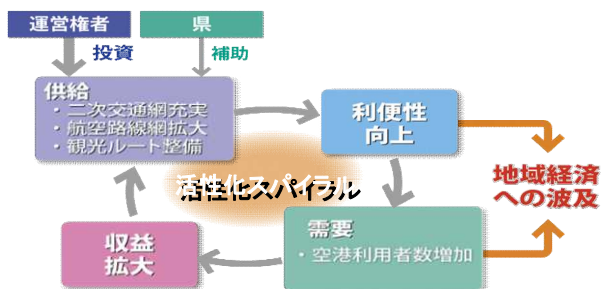 運営権者
県
投資
補助
供給
・二次交通網充実
・航空路線網拡大
・観光ルート整備
利便性
向上
地域経済
への波及
活性化スパイラル
需要
・空港利用者数増加
収益
拡大